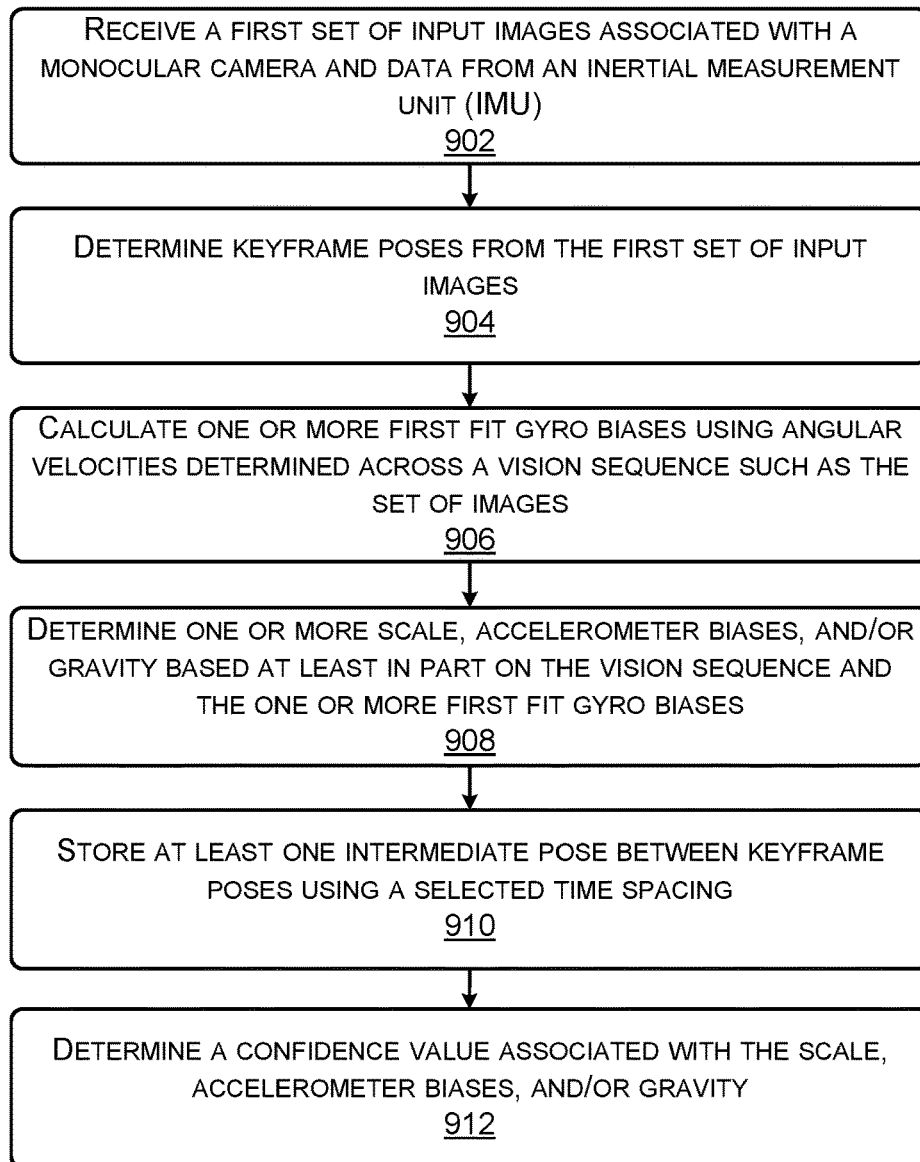 RECEIVE A FIRST SET OF INPUT IMAGES ASSOCIATED WITH A
MONOCULAR CAMERA AND DATA FROM AN INERTIAL MEASUREMENT
UNIT (IMU)
902
DETERMINE KEYFRAME POSES FROM THE FIRST SET OF INPUT
IMAGES
904
CALCULATE ONE OR MORE FIRST FIT GYRO BIASES USING ANGULAR
VELOCITIES DETERMINED ACROSS A VISION SEQUENCE SUCH AS THE
SET OF IMAGES
906
DETERMINE ONE OR MORE SCALE, ACCELEROMETER BIASES, AND/OR
GRAVITY BASED AT LEAST IN PART ON THE VISION SEQUENCE AND
THE ONE OR MORE FIRST FIT GYRO BIASES
908
STORE AT LEAST ONE INTERMEDIATE POSE BETWEEN KEYFRAME
POSES USING A SELECTED TIME SPACING
910
DETERMINE A CONFIDENCE VALUE ASSOCIATED WITH THE SCALE,
ACCELEROMETER BIASES, AND/OR GRAVITY
912